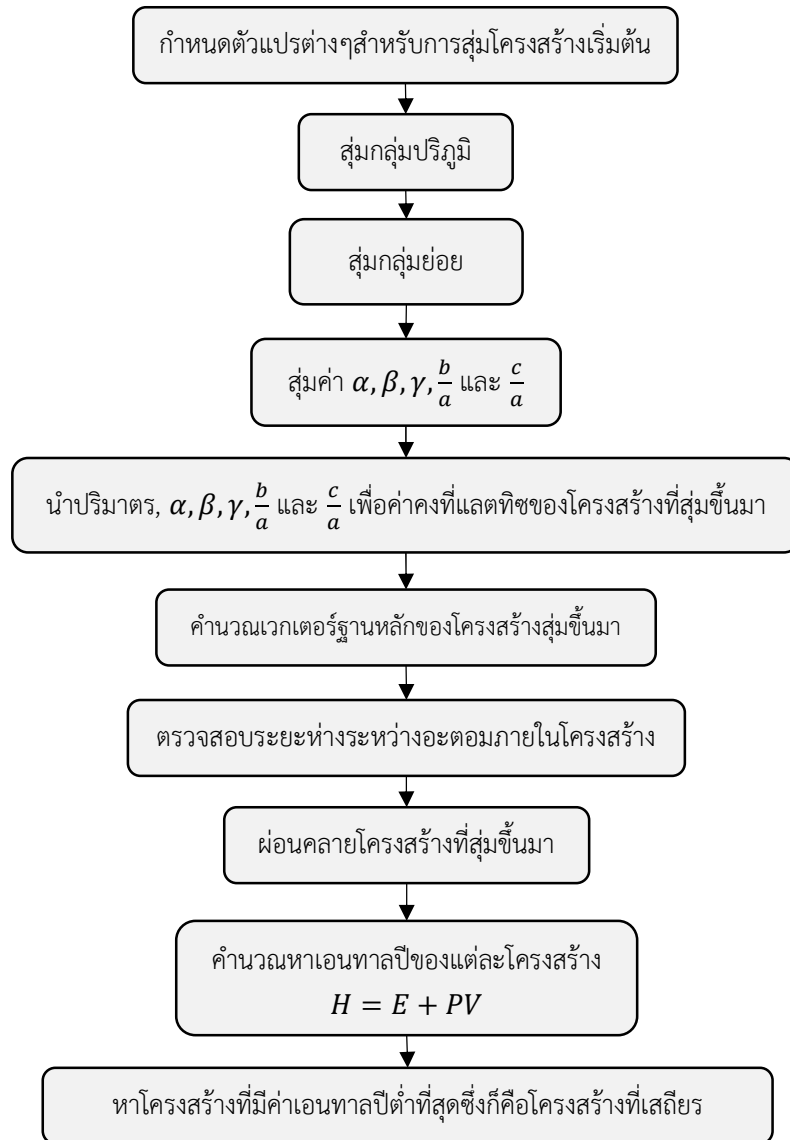 กำหนดตัวแปรต่างๆสำหรับการสุ่มโครงสร้างเริ่มต้น
สุ่มกลุ่มปริภูมิ
สุ่มกลุ่มย่อย
สุ่มค่า α, β, γ, b/a และ c/a
นำปริมาตร, α, β, γ, b/a และ c/a เพื่อค่าคงที่แลตทิซของโครงสร้างที่สุ่มขึ้นมา
คำนวณเวกเตอร์ฐานหลักของโครงสร้างสุ่มขึ้นมา
ตรวจสอบระยะห่างระหว่างอะตอมภายในโครงสร้าง
ผ่อนคลายโครงสร้างที่สุ่มขึ้นมา
คำนวณหาเอนทาลปีของแต่ละโครงสร้าง
H = E + PV
หาโครงสร้างที่มีค่าเอนทาลปีต่ำที่สุดซึ่งก็คือโครงสร้างที่เสถียร